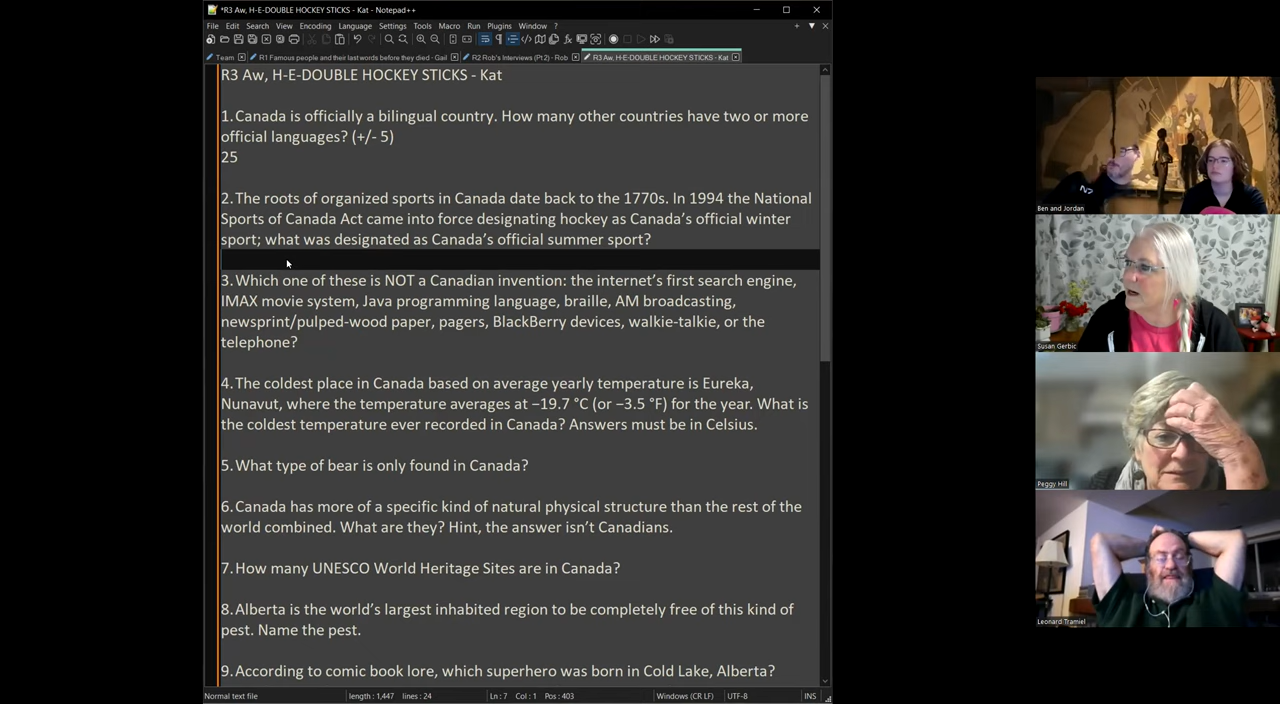 *R3 Aw, H-E-DOUBLE HOCKEY STICKS - Kat - Notepad++
File Edit Search View Encoding Language Settings Tools Macro Run Plugins Window ?
Team R1 Famous people and their last words before they died - Gail R2 Rob's Interviews (Pt2) - Rob R3 Aw, H-E-DOUBLE HOCKEY STICKS - Kat
R3 Aw, H-E-DOUBLE HOCKEY STICKS - Kat
1. Canada is officially a bilingual country. How many other countries have two or more
official languages? (+/- 5)
25
2. The roots of organized sports in Canada date back to the 1770s. In 1994 the National
Sports of Canada Act came into force designating hockey as Canada's official winter
sport; what was designated as Canada's official summer sport?
3. Which one of these is NOT a Canadian invention: the internet's first search engine,
IMAX movie system, Java programming language, braille, AM broadcasting,
newsprint/pulped-wood paper, pagers, BlackBerry devices, walkie-talkie, or the
telephone?
4. The coldest place in Canada based on average yearly temperature is Eureka,
Nunavut, where the temperature averages at −19.7 °C (or −3.5 °F) for the year. What is
the coldest temperature ever recorded in Canada? Answers must be in Celsius.
5. What type of bear is only found in Canada?
6. Canada has more of a specific kind of natural physical structure than the rest of the
world combined. What are they? Hint, the answer isn't Canadians.
7. How many UNESCO World Heritage Sites are in Canada?
8. Alberta is the world's largest inhabited region to be completely free of this kind of
pest. Name the pest.
9. According to comic book lore, which superhero was born in Cold Lake, Alberta?
Normal text file length : 1,447 lines : 24 Ln : 7 Col : 1 Pos : 403 Windows (CR LF) UTF-8 INS
Ben and Jordan
Susan Gerbic
Peggy Hill
Leonard Tramiel